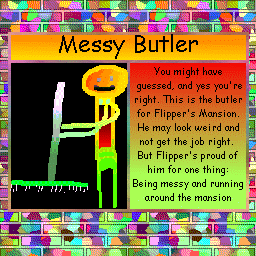 Messy Butler
You might have
guessed, and yes you're
right. This is the butler
for Flipper's Mansion.
He may look weird and
not get the job right.
But Flipper's proud of
him for one thing:
Being messy and running
around the mansion